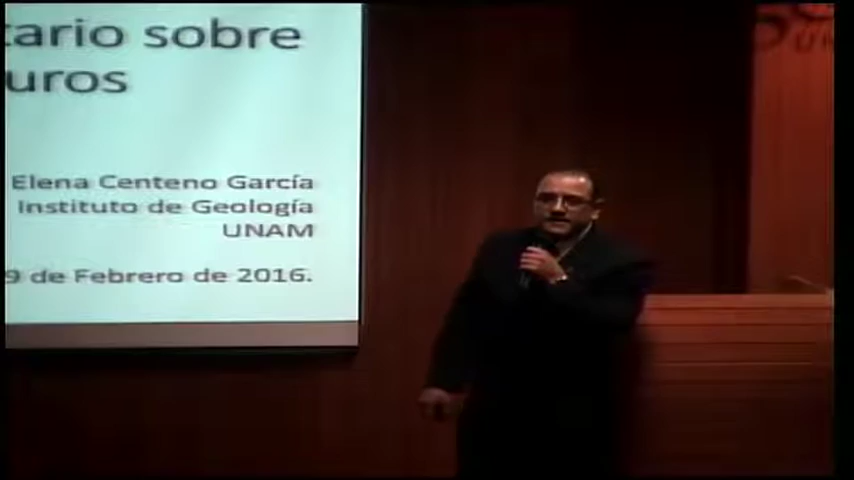 tario sobre
uros
Elena Centeno García
Instituto de Geología
UNAM
9 de Febrero de 2016.